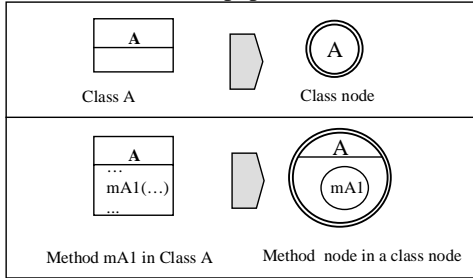 A
A
Class A
Class node
A
...
mA1(...)
...
A
mA1
Method mA1 in Class A
Method node in a class node